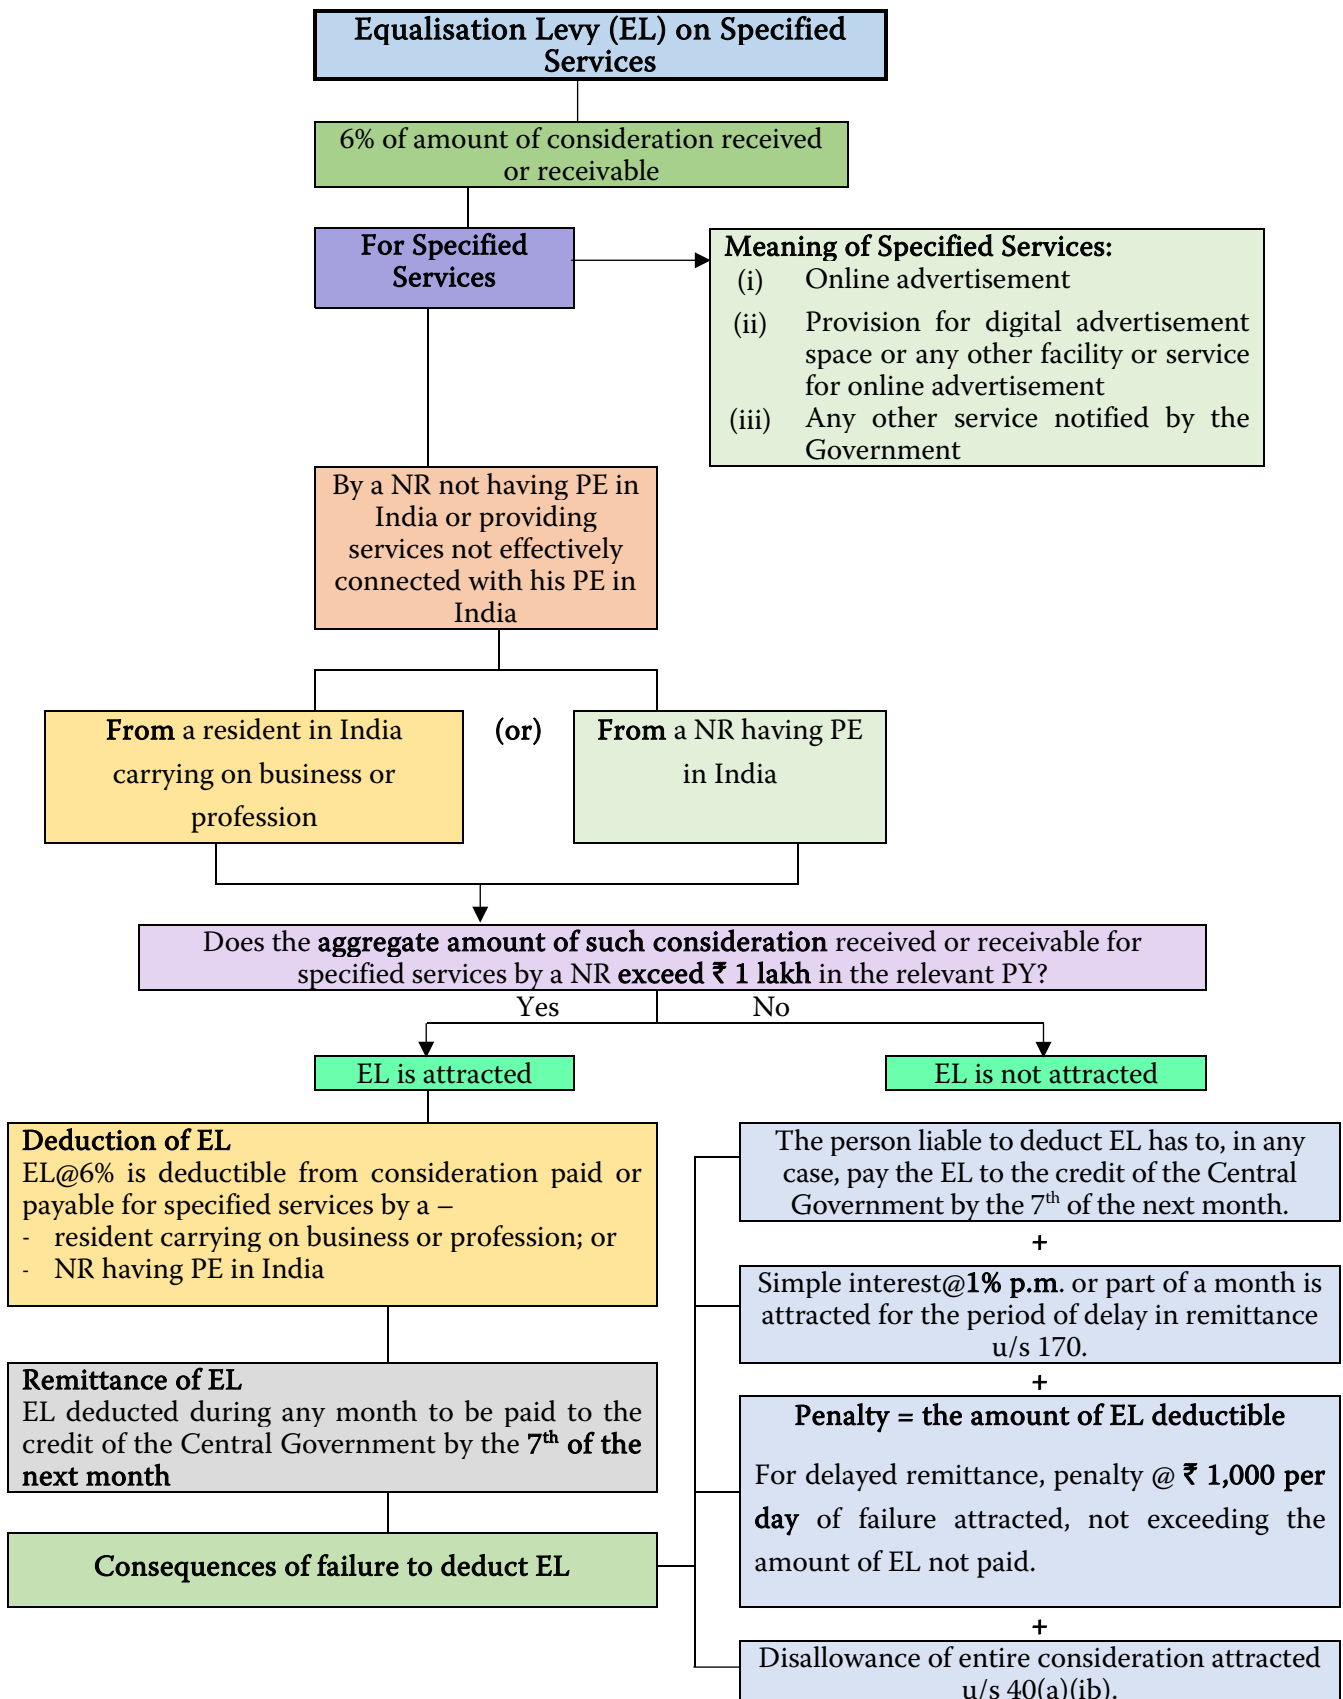 Equalisation Levy (EL) on Specified
Services
6% of amount of consideration received
or receivable
For Specified
Services
Meaning of Specified Services:
(i) Online advertisement
(ii) Provision for digital advertisement
space or any other facility or service
for online advertisement
(iii) Any other service notified by the
Government
By a NR not having PE in
India or providing
services not effectively
connected with his PE in
India
From a resident in India
carrying on business or
profession
(or)
From a NR having PE
in India
Does the aggregate amount of such consideration received or receivable for
specified services by a NR exceed ₹ 1 lakh in the relevant PY?
Yes
No
EL is attracted
EL is not attracted
Deduction of EL
EL@6% is deductible from consideration paid or
payable for specified services by a –
- resident carrying on business or profession; or
- NR having PE in India
Remittance of EL
EL deducted during any month to be paid to the
credit of the Central Government by the 7th of the
next month
Consequences of failure to deduct EL
The person liable to deduct EL has to, in any
case, pay the EL to the credit of the Central
Government by the 7th of the next month.
+
Simple interest@1% p.m. or part of a month is
attracted for the period of delay in remittance
u/s 170.
+
Penalty = the amount of EL deductible
For delayed remittance, penalty @ ₹ 1,000 per
day of failure attracted, not exceeding the
amount of EL not paid.
+
Disallowance of entire consideration attracted
u/s 40(a)(ib).